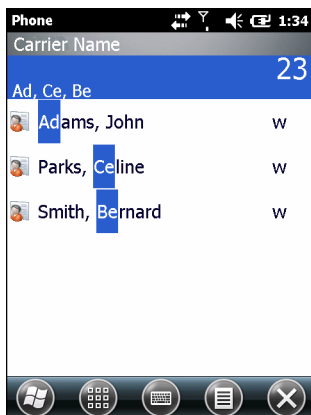 Phone 1:34
Carrier Name
23
Ad, Ce, Be
Adams, John w
Parks, Celine w
Smith, Bernard w